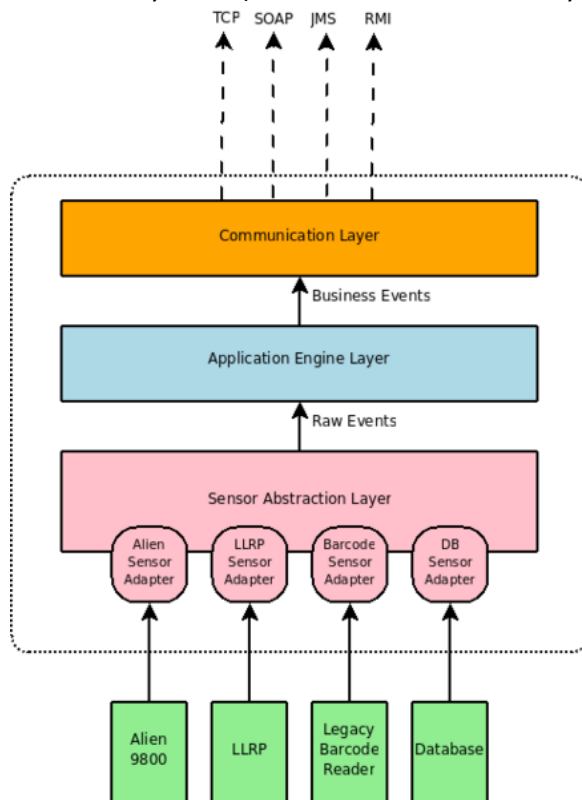 TCP SOAP JMS RMI
Communication Layer
Business Events
Application Engine Layer
Raw Events
Sensor Abstraction Layer
Alien
Sensor
Adapter
LLRP
Sensor
Adapter
Barcode
Sensor
Adapter
DB
Sensor
Adapter
Alien
9800
LLRP
Legacy
Barcode
Reader
Database